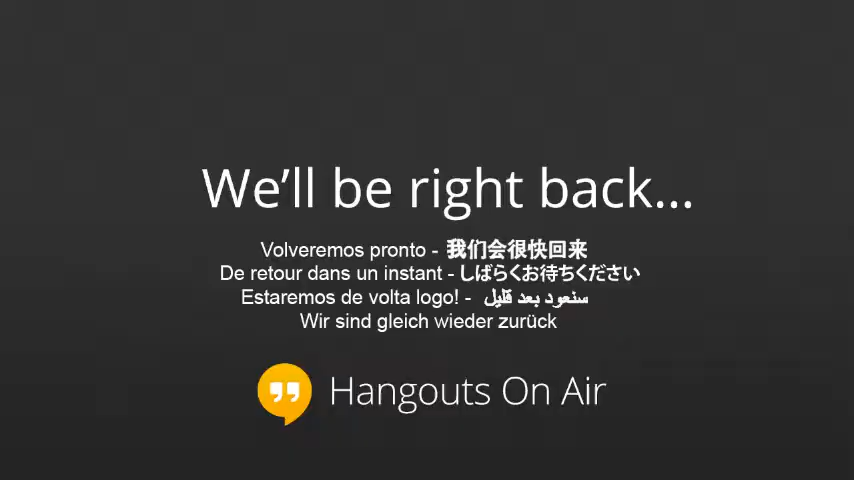 We'll be right back...
Volveremos pronto - 我们会很快回来
De retour dans un instant - しばらくお待ちください
Estaremos de volta logo! - سنعود بعد قليل
Wir sind gleich wieder zurück
Hangouts On Air